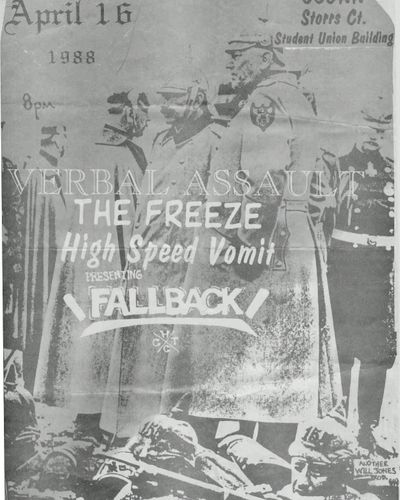 April 16
1988
8pm
Storrs Ct.
Student Union Building
VERBAL ASSAULT
THE FREEZE
High Speed Vomit
PRESENTING
FALLBACK
H
C T
C
ANOTHER
WILL JONES
PROD.